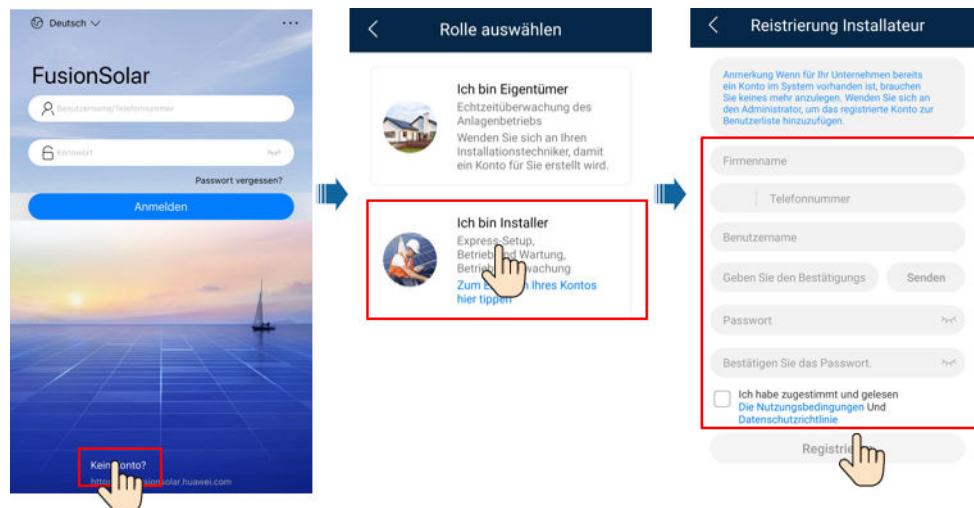 Deutsch
FusionSolar
Benutzername/Telefonnummer
Kennwort
Passwort vergessen?
Anmelden
Rolle auswählen
Ich bin Eigentümer
Echtzeitüberwachung des
Anlagenbetriebs
Wenden Sie sich an Ihren
Installationstechniker, damit
ein Konto für Sie erstellt wird.
Ich bin Installer
Express-Setup,
Wartung,
Zum Ihres Kontos
hier tippen
Reistrierung Installateur
Anmerkung Wenn für Ihr Unternehmen bereits
ein Konto im System vorhanden ist, brauchen
Sie keines mehr anzulegen. Wenden Sie sich an
den Administrator, um das registrierte Konto zur
Benutzerliste hinzuzufügen.
Firmenname
Telefonnummer
Benutzername
Geben Sie den Bestätigungs Senden
Passwort
Bestätigen Sie das Passwort.
Ich habe zugestimmt und gelesen
Die Nutzungsbedingungen Und
Datenschutzrichtlinie